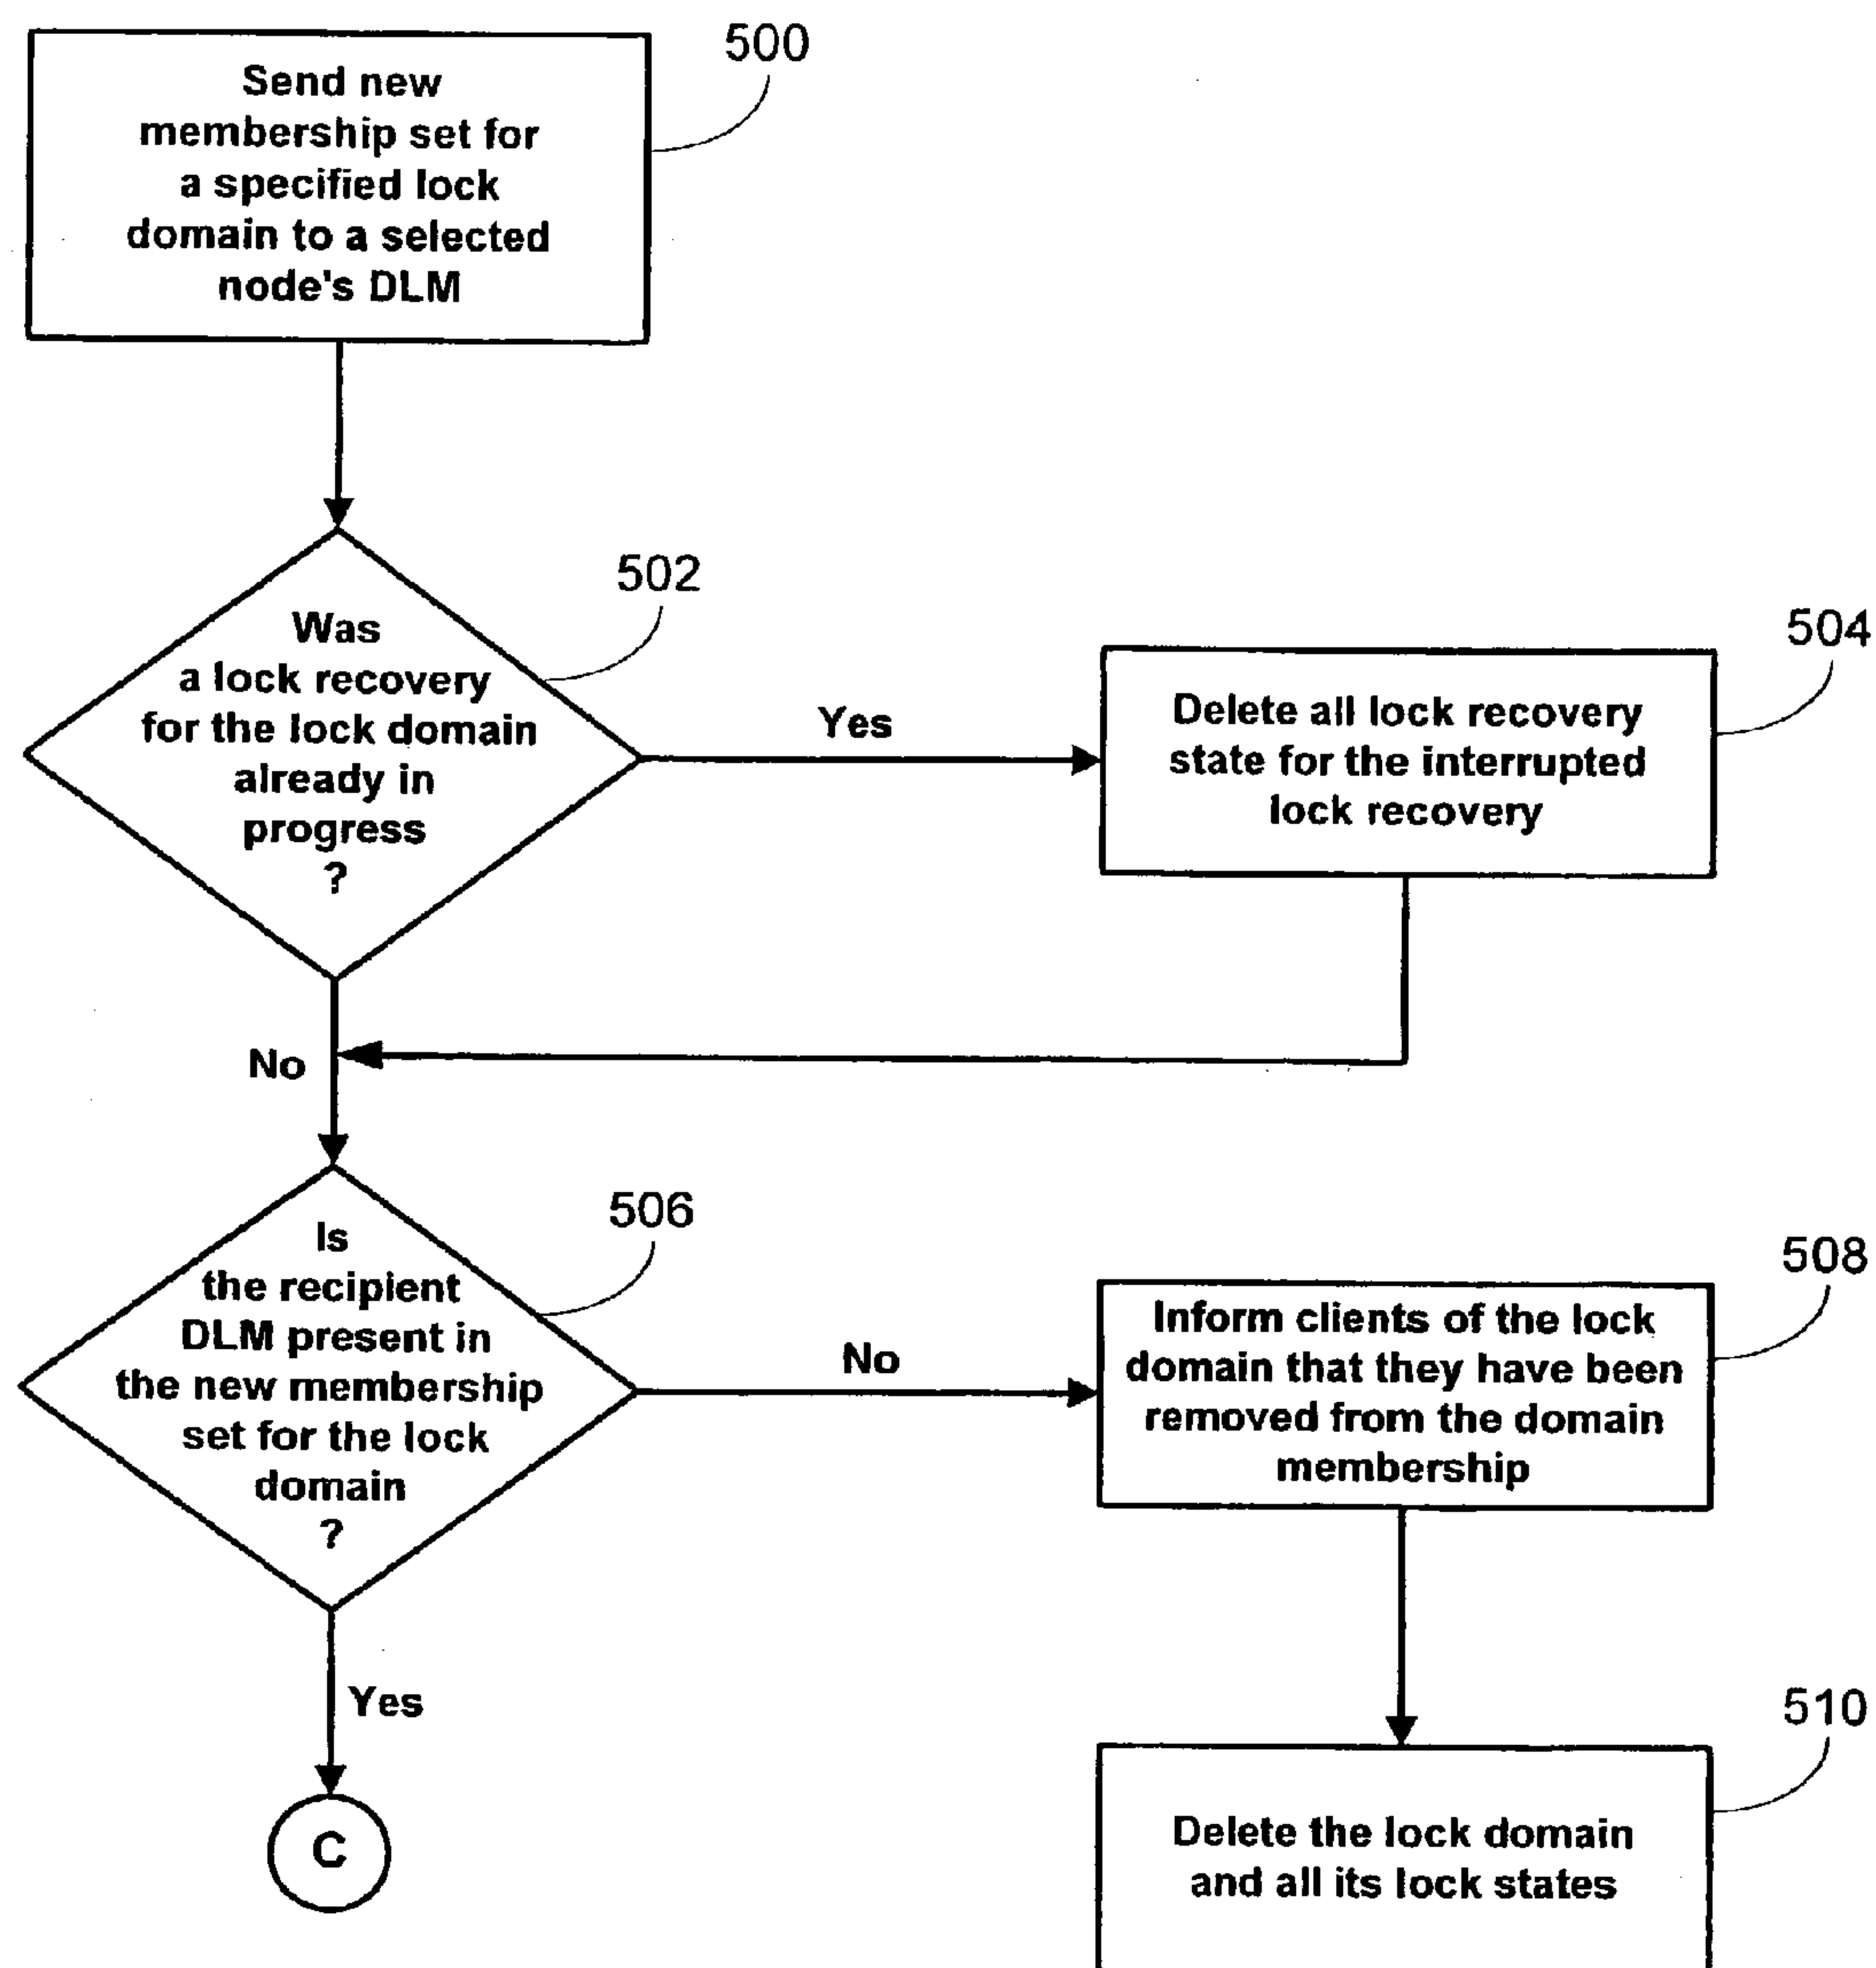 500
Send new
membership set for
a specified lock
domain to a selected
node's DLM
502
Was
a lock recovery
for the lock domain
already in
progress
?
Yes
504
Delete all lock recovery
state for the interrupted
lock recovery
No
506
Is
the recipient
DLM present in
the new membership
set for the lock
domain
?
No
508
Inform clients of the lock
domain that they have been
removed from the domain
membership
Yes
510
Delete the lock domain
and all its lock states
C